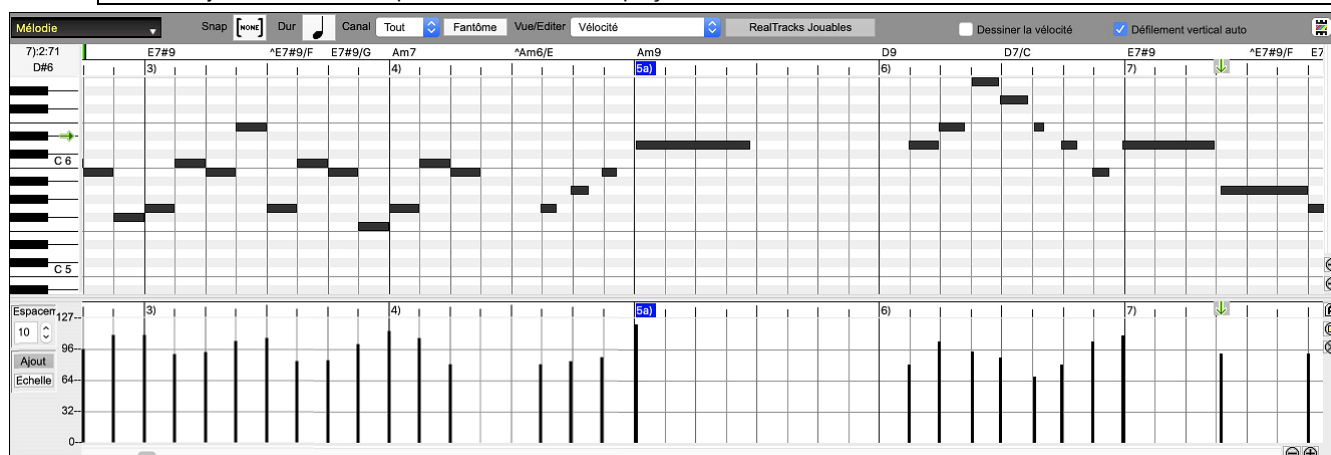 Mélodie Snap [NONE] Dur Canal Tout Fantôme Vue/Editer Vélocité RealTracks Jouables Dessiner la vélocité Défilement vertical auto
7):2:71 E7#9 ^E7#9/F E7#9/G Am7 ^Am6/E Am9 D9 D7/C E7#9 ^E7#9/F E7
D#6 3) 4) 5a) 6) 7)
C 6
C 5
Espacem 127-- 3) 4) 5a) 6) 7)
10
96--
Ajout
64--
Echelle
32--
0--